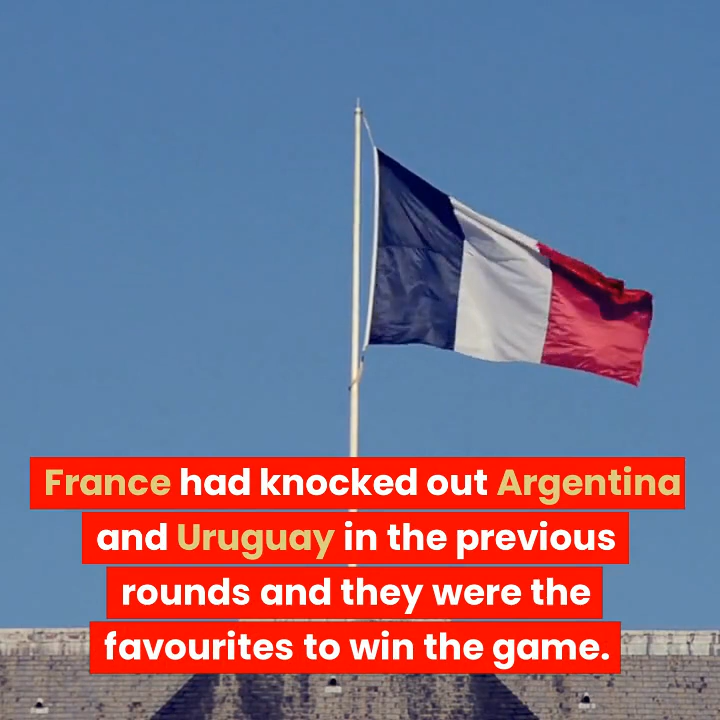 France had knocked out Argentina
and Uruguay in the previous
rounds and they were the
favourites to win the game.